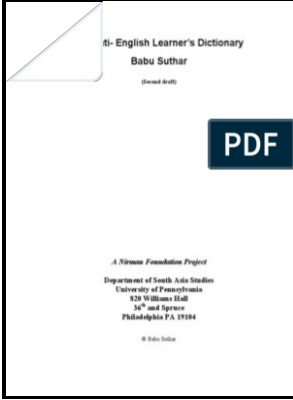 ati- English Learner's Dictionary
Babu Suthar
(Second draft)
PDF
A Nirman Foundation Project
Department of South Asia Studies
University of Pennsylvania
820 Williams Hall
36th and Spruce
Philadelphia PA 19104
© Babu Suthar